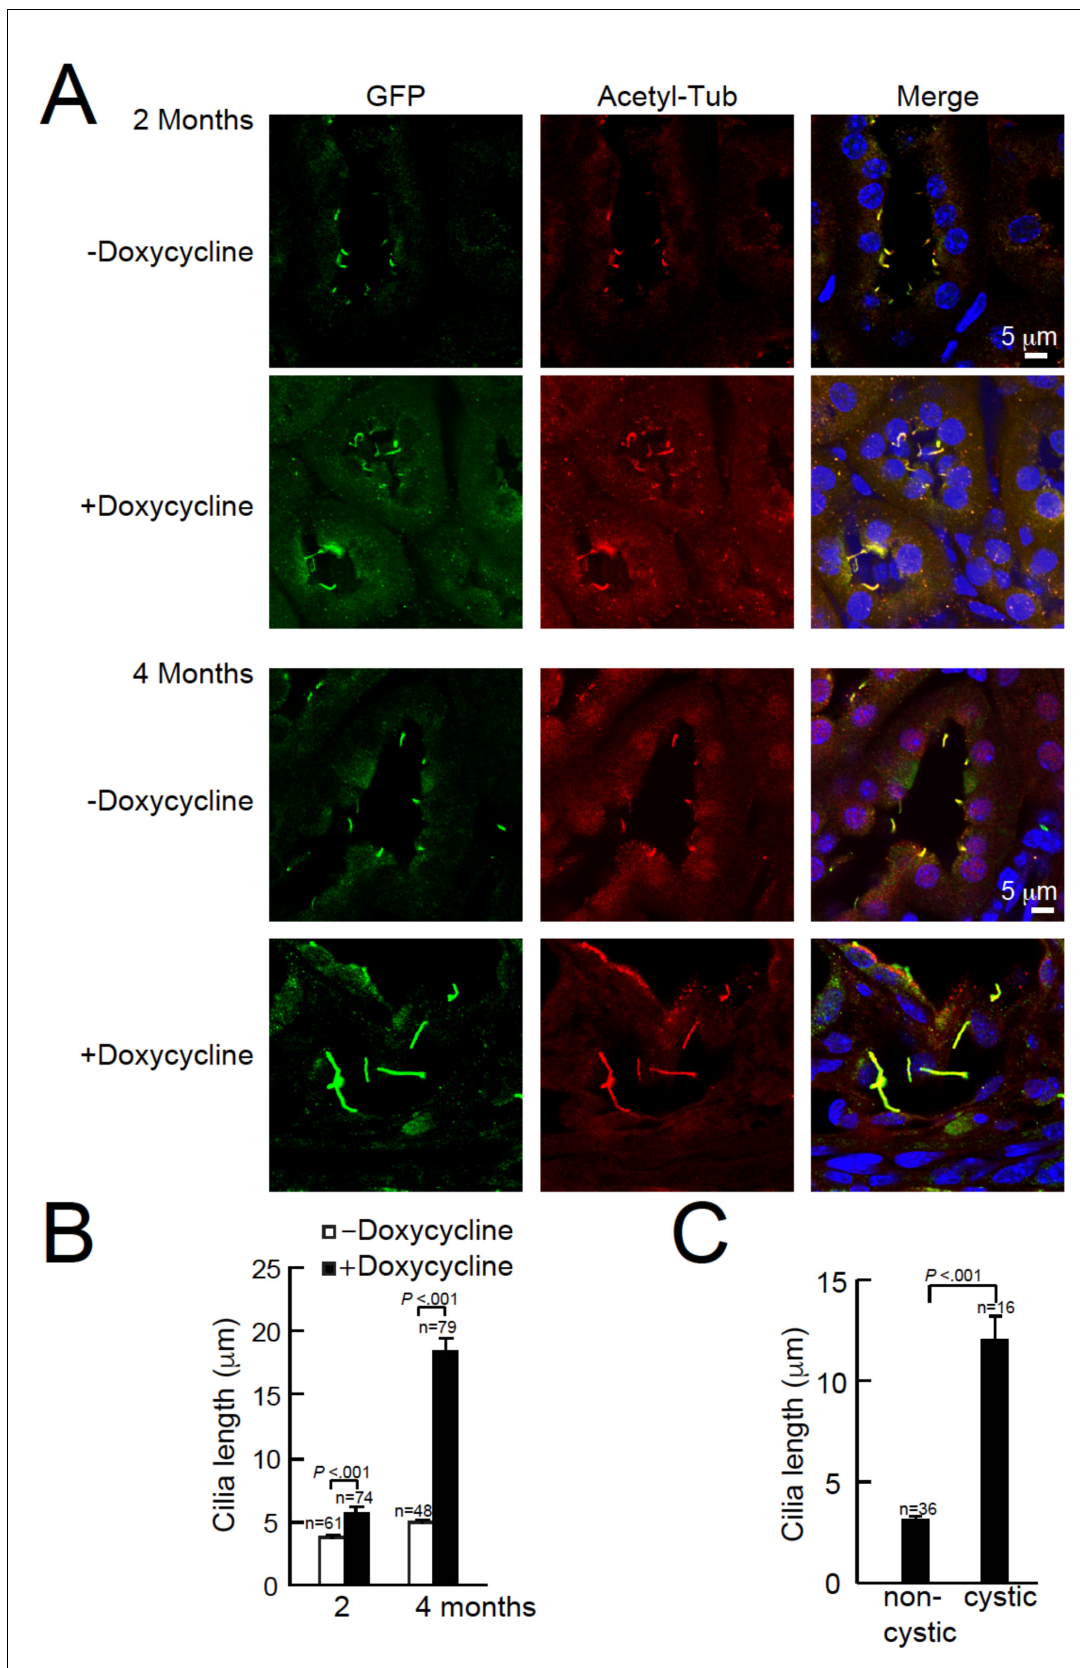 A
GFP
Acetyl-Tub
Merge
2 Months
-Doxycycline
5 μm
+Doxycycline
4 Months
-Doxycycline
5 μm
+Doxycycline
B
−Doxycycline
+Doxycycline
25
20
15
10
5
0
Cilia length (μm)
P <.001
n=61
n=74
P <.001
n=48
n=79
2
4 months
C
15
10
5
0
Cilia length (μm)
P <.001
n=36
n=16
non-
cystic
cystic